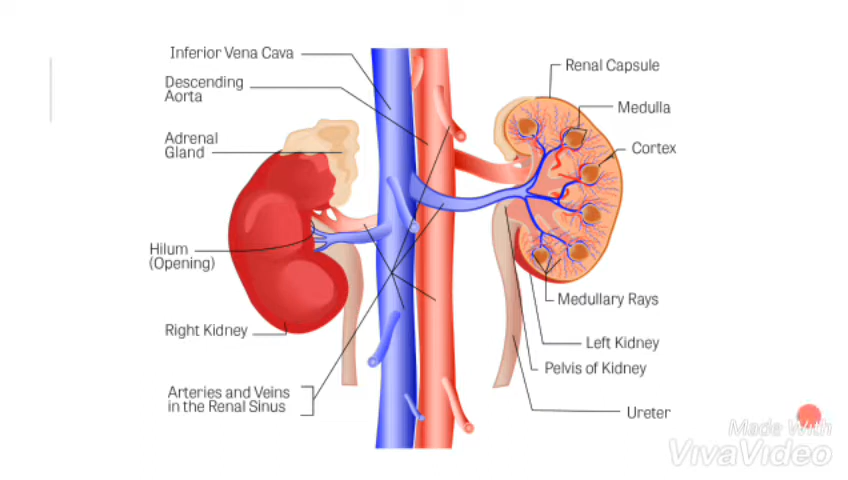 Inferior Vena Cava
Descending
Aorta
Adrenal
Gland
Hilum
(Opening)
Right Kidney
Arteries and Veins
in the Renal Sinus
Renal Capsule
Medulla
Cortex
Medullary Rays
Left Kidney
Pelvis of Kidney
Ureter
Made With
VivaVideo